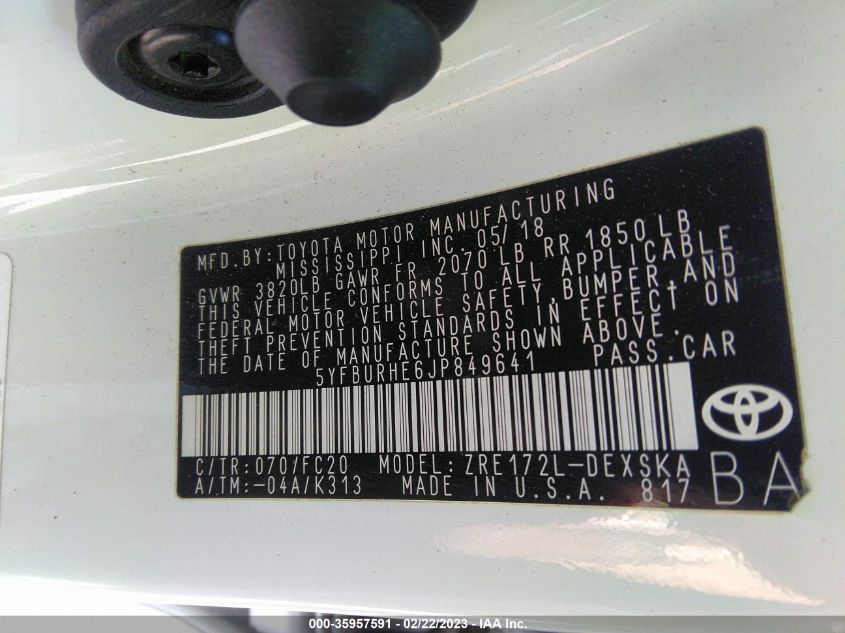 MFD.BY:TOYOTA MOTOR MANUFACTURING
MISSISSIPPI INC. 05/18
GVWR 3820LB GAWR FR. 2070 LB RR 1850 LB
THIS VEHICLE CONFORMS TO ALL APPLICABLE
FEDERAL MOTOR VEHICLE SAFETY,BUMPER,AND
THEFT PREVENTION STANDARDS IN EFFECT ON
THE DATE OF MANUFACTURE SHOWN ABOVE.
5YFBURHE6JP849641 PASS.CAR
C/TR:070/FC20 MODEL:ZRE172L-DEXSKA
A/TM:-04A/K313 MADE IN U.S.A. 817
BA
000-35957591 - 02/22/2023 - IAA Inc.